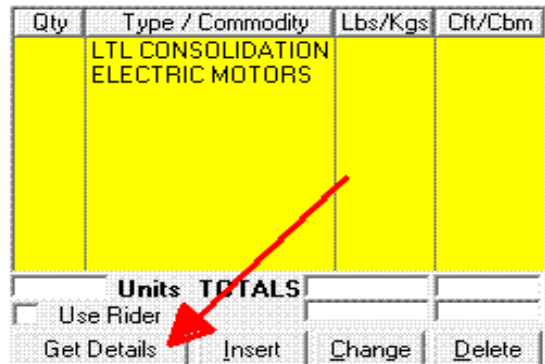 Qty Type / Commodity Lbs/Kgs Cft/Cbm
LTL CONSOLIDATION
ELECTRIC MOTORS
Units TOTALS
Use Rider
Get Details Insert Change Delete